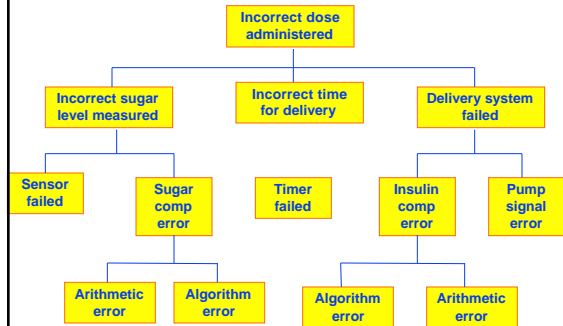 Incorrect dose
administered
Incorrect sugar
level measured
Incorrect time
for delivery
Delivery system
failed
Sensor
failed
Sugar
comp
error
Timer
failed
Insulin
comp
error
Pump
signal
error
Arithmetic
error
Algorithm
error
Algorithm
error
Arithmetic
error